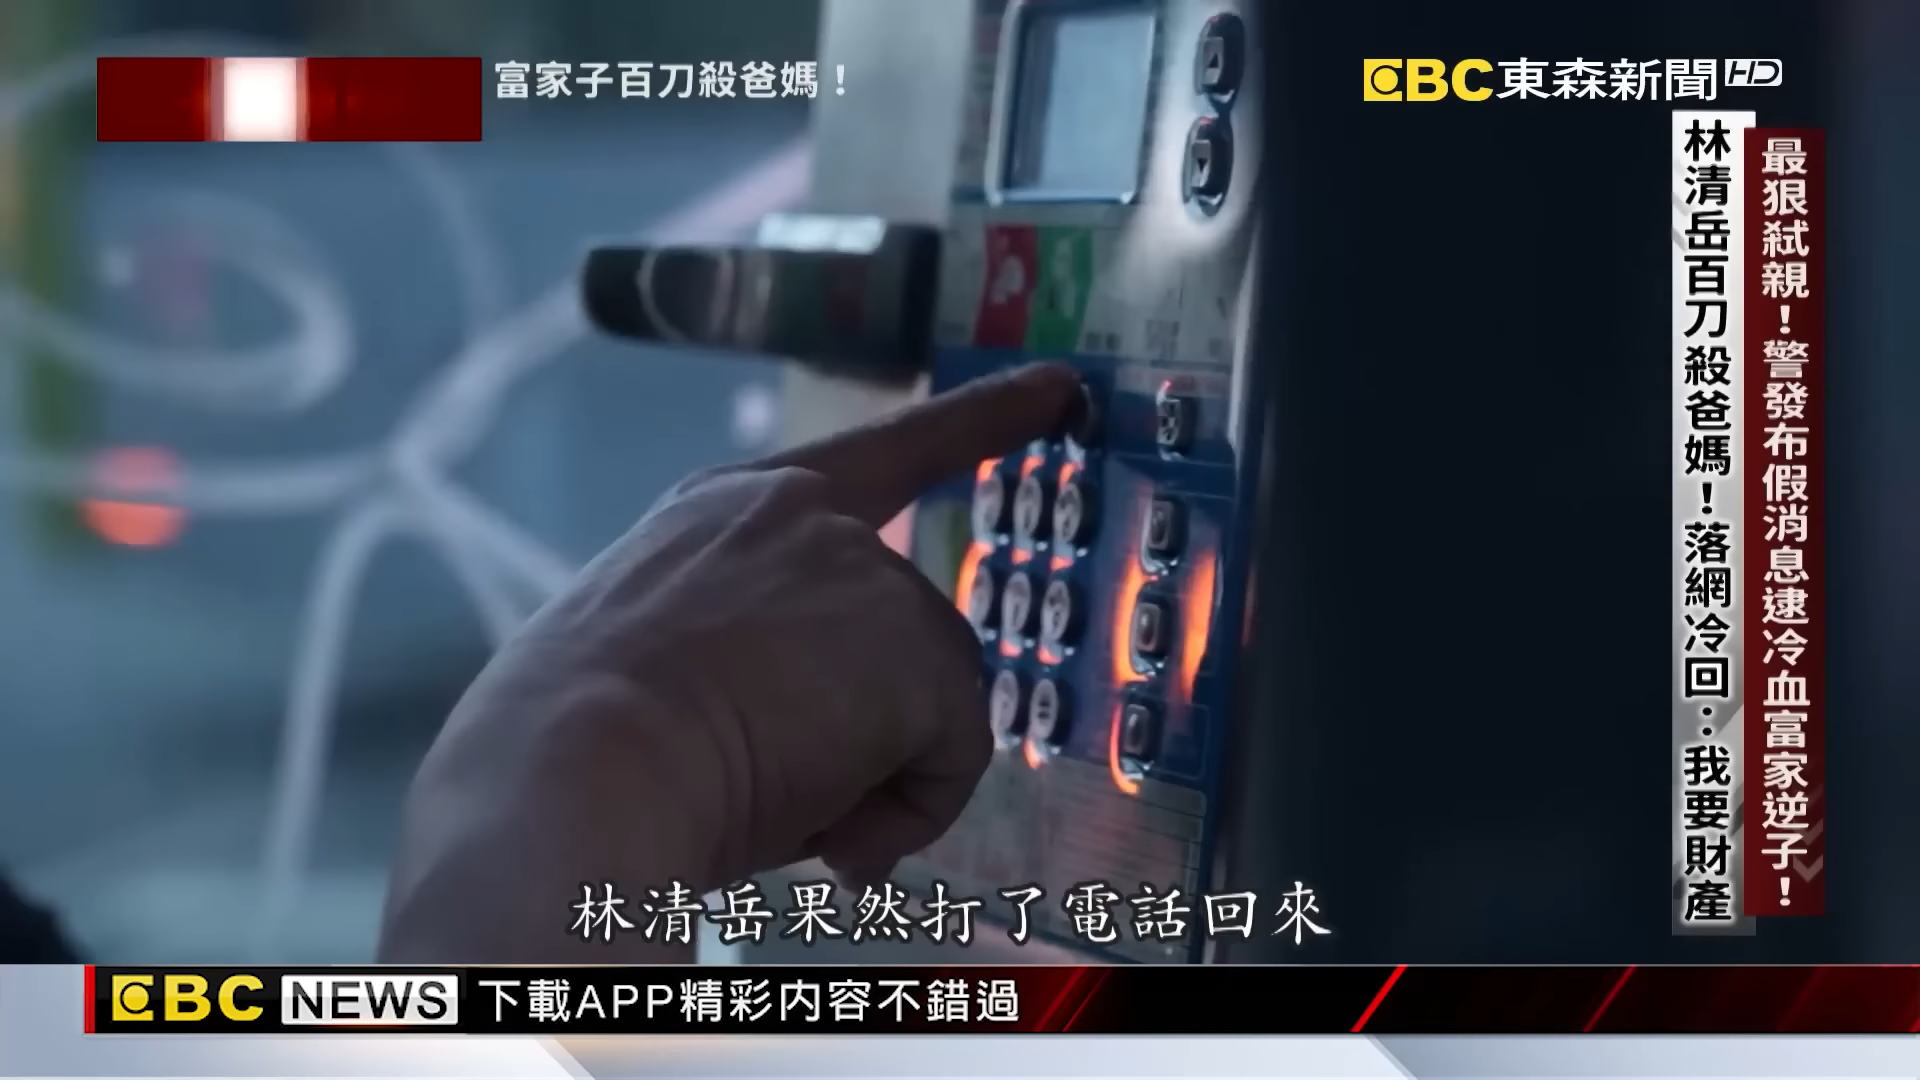 富家子百刀殺爸媽！
EBC東森新聞HD
最狠弒親！警發布假消息逮冷血富家逆子！
林清岳百刀殺爸媽！落網冷回：我要財產
林清岳果然打了電話回來
EBC NEWS 下載APP精彩內容不錯過